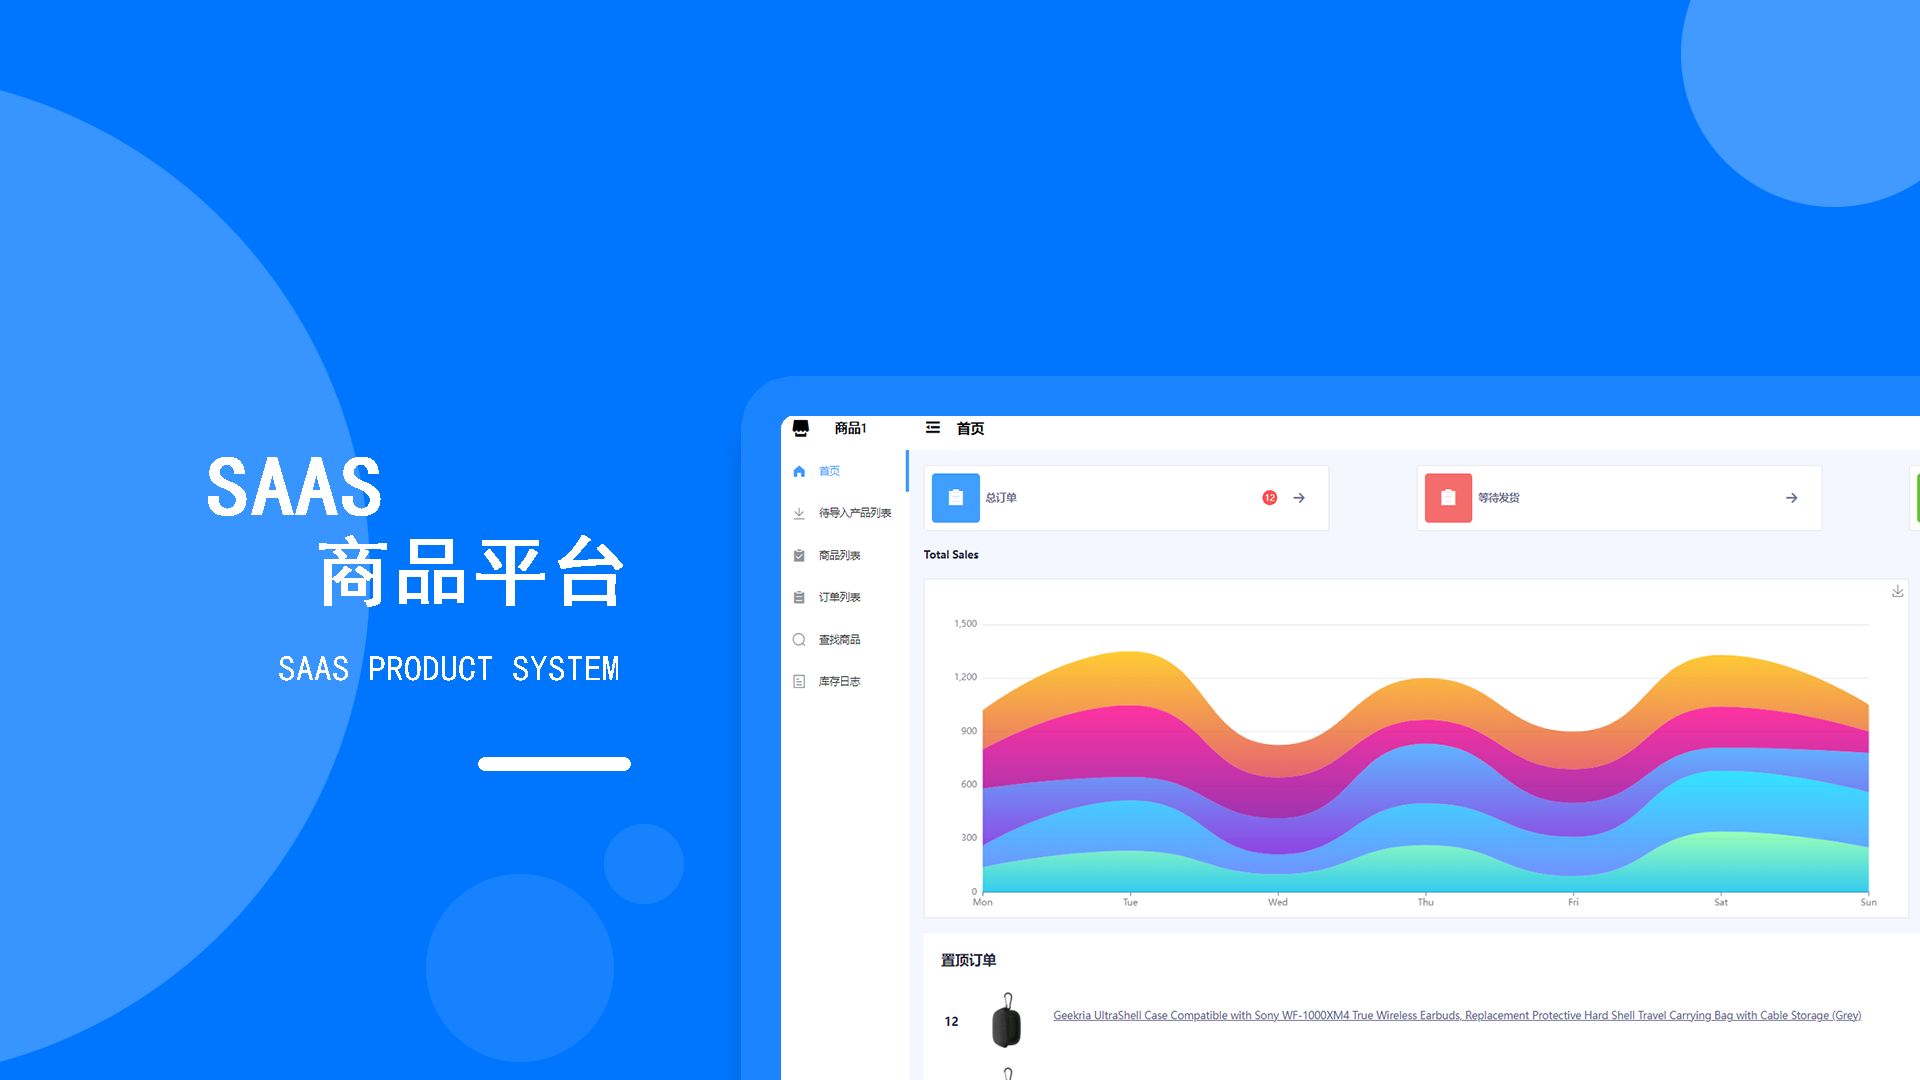 SAAS
商品平台
SAAS PRODUCT SYSTEM
商品1
首页
首页
待导入产品列表
商品列表
订单列表
查找商品
库存日志
总订单
12
等待发货
Total Sales
1,500
1,200
900
600
300
0
Mon Tue Wed Thu Fri Sat Sun
置顶订单
12
Geekria UltraShell Case Compatible with Sony WF-1000XM4 True Wireless Earbuds, Replacement Protective Hard Shell Travel Carrying Bag with Cable Storage (Grey)